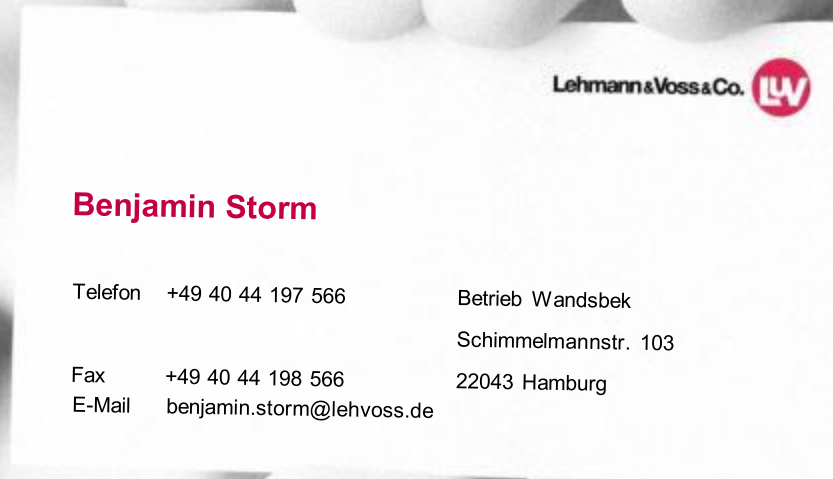 Lehmann&Voss&Co. LuV
Benjamin Storm
Telefon +49 40 44 197 566
Fax +49 40 44 198 566
E-Mail benjamin.storm@lehvoss.de
Betrieb Wandsbek
Schimmelmannstr. 103
22043 Hamburg